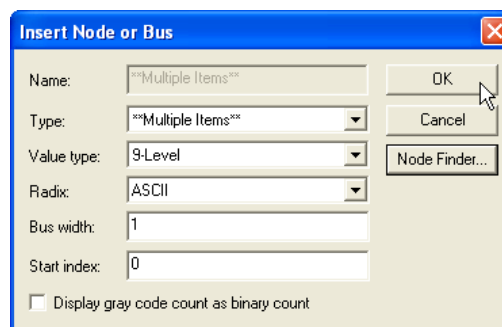 Insert Node or Bus
Name: **Multiple Items** OK
Type: **Multiple Items** Cancel
Value type: 9-Level Node Finder...
Radix: ASCII
Bus width: 1
Start index: 0
Display gray code count as binary count